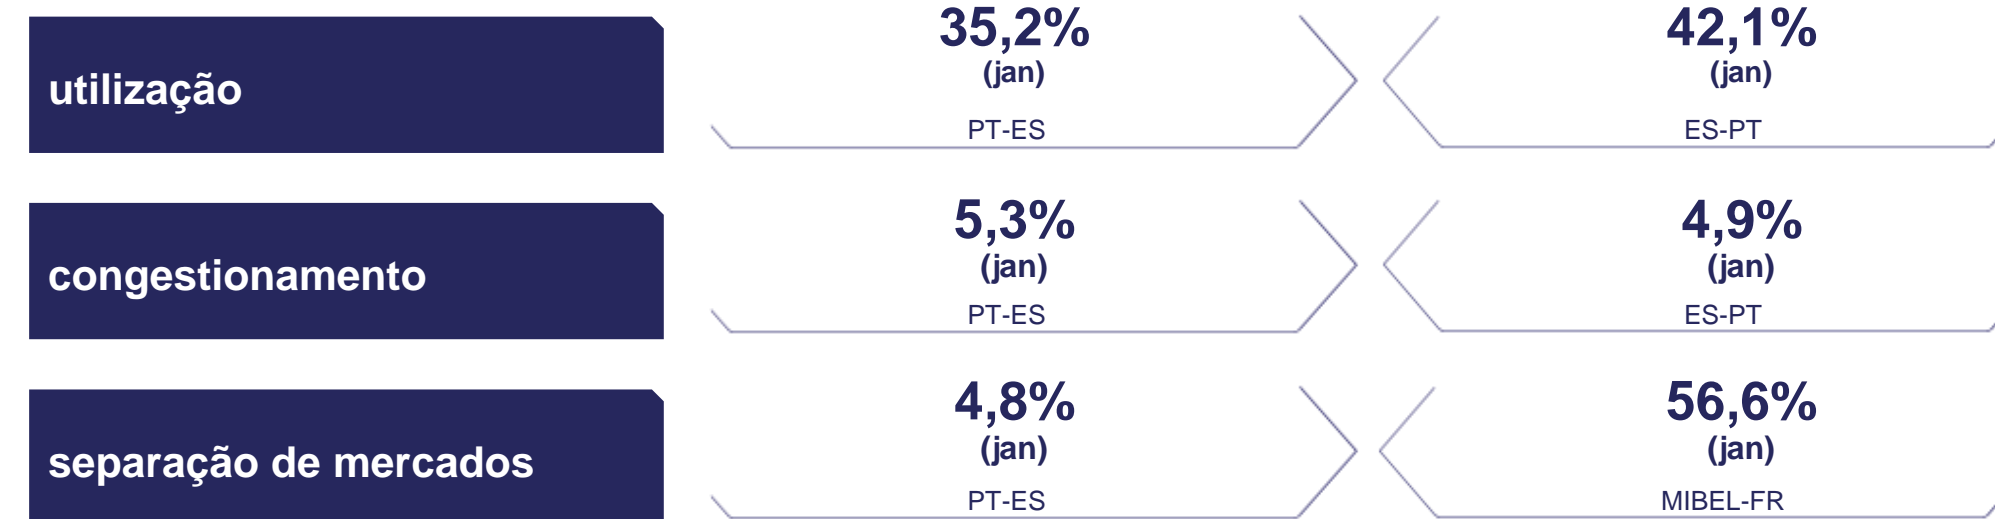 utilização
35,2%
(jan)
PT-ES
42,1%
(jan)
ES-PT
congestionamento
5,3%
(jan)
PT-ES
4,9%
(jan)
ES-PT
separação de mercados
4,8%
(jan)
PT-ES
56,6%
(jan)
MIBEL-FR